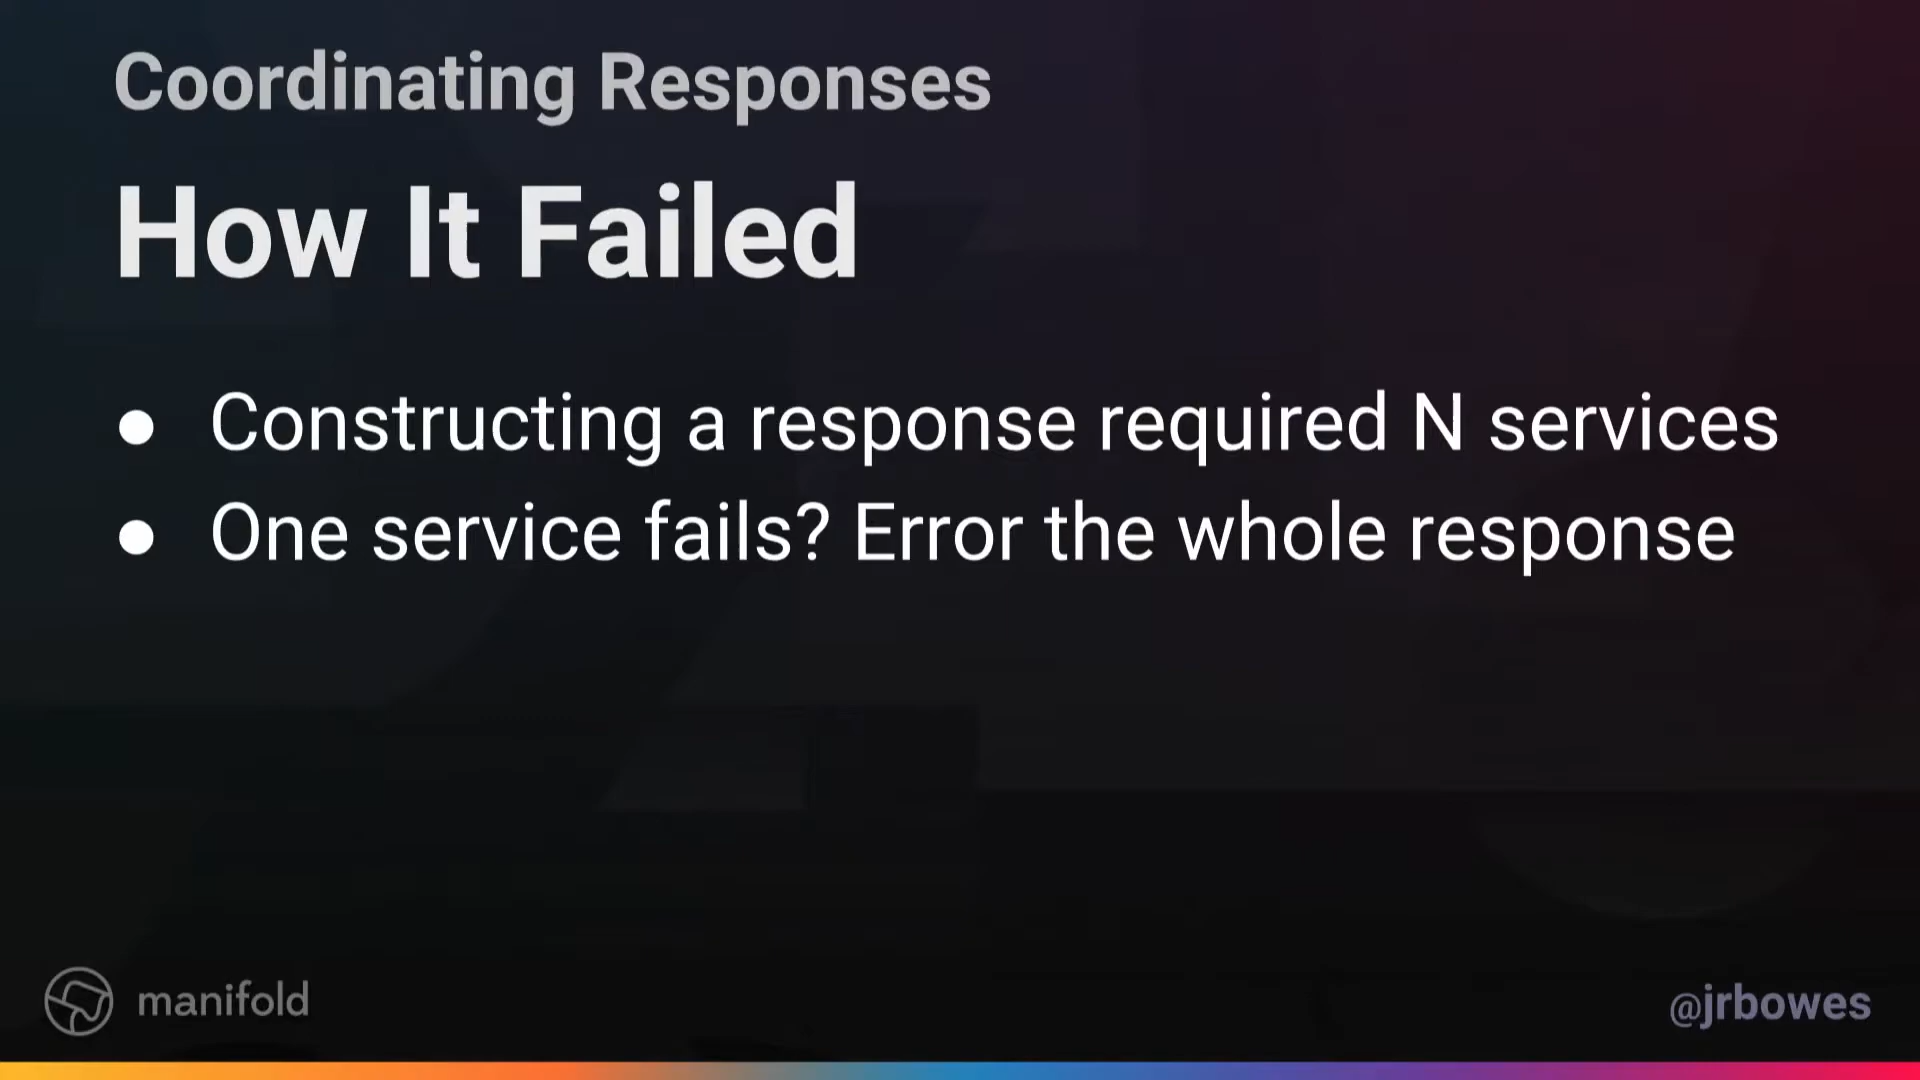 Coordinating Responses
How It Failed
● Constructing a response required N services
● One service fails? Error the whole response
manifold
@jrbowes